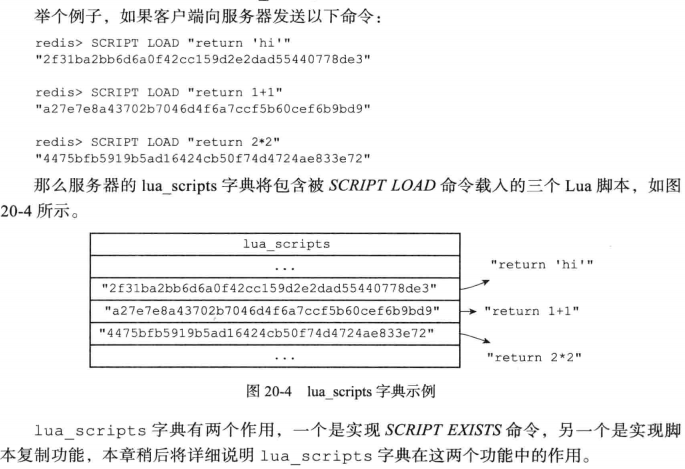 举个例子，如果客户端向服务器发送以下命令：
redis> SCRIPT LOAD "return 'hi'"
"2f31ba2bb6d6a0f42cc159d2e2dad55440778de3"
redis> SCRIPT LOAD "return 1+1"
"a27e7e8a43702b7046d4f6a7ccf5b60cef6b9bd9"
redis> SCRIPT LOAD "return 2*2"
"4475bfb5919b5ad16424cb50f74d4724ae833e72"
那么服务器的 lua_scripts 字典将包含被 SCRIPT LOAD 命令载入的三个 Lua 脚本，如图
20-4 所示。
lua_scripts
...
"2f31ba2bb6d6a0f42cc159d2e2dad55440778de3"
"return 'hi'"
"a27e7e8a43702b7046d4f6a7ccf5b60cef6b9bd9"
"return 1+1"
"4475bfb5919b5ad16424cb50f74d4724ae833e72"
"return 2*2"
...
图 20-4 lua_scripts 字典示例
lua_scripts 字典有两个作用，一个是实现 SCRIPT EXISTS 命令，另一个是实现脚
本复制功能，本章稍后将详细说明 lua_scripts 字典在这两个功能中的作用。